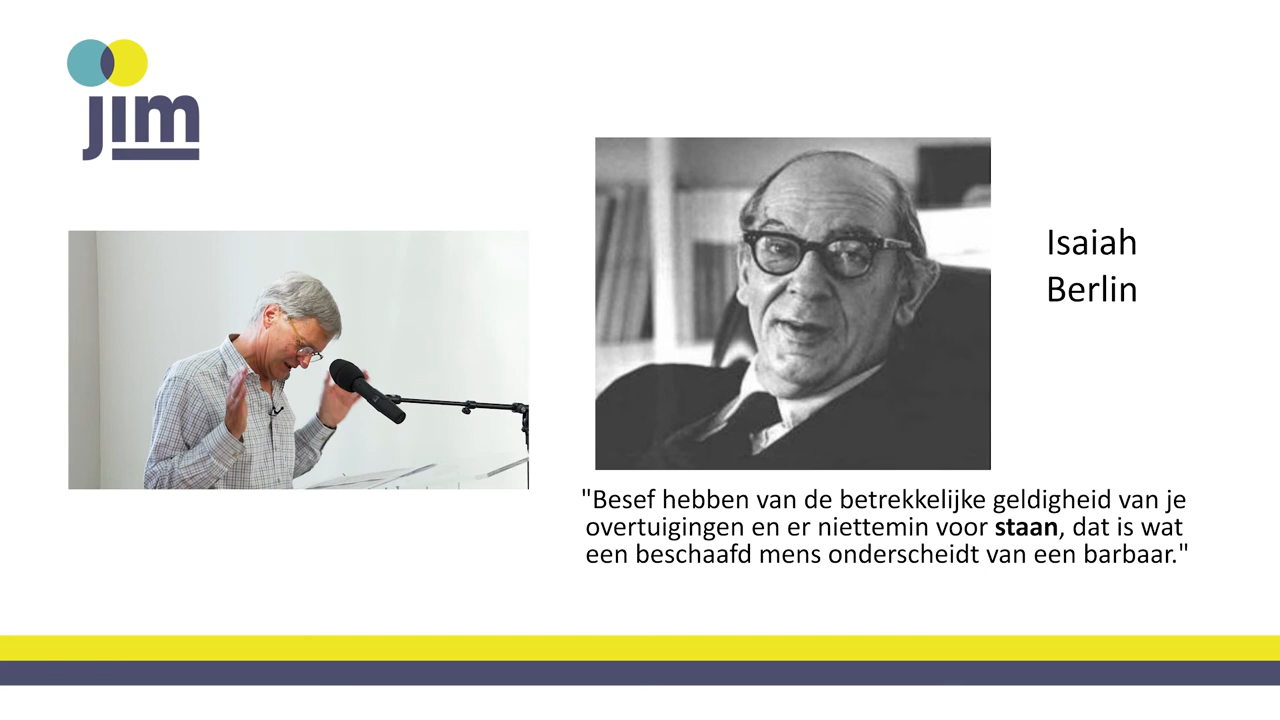 jim
Isaiah
Berlin
"Besef hebben van de betrekkelijke geldigheid van je
overtuigingen en er niettemin voor staan, dat is wat
een beschaafd mens onderscheidt van een barbaar."